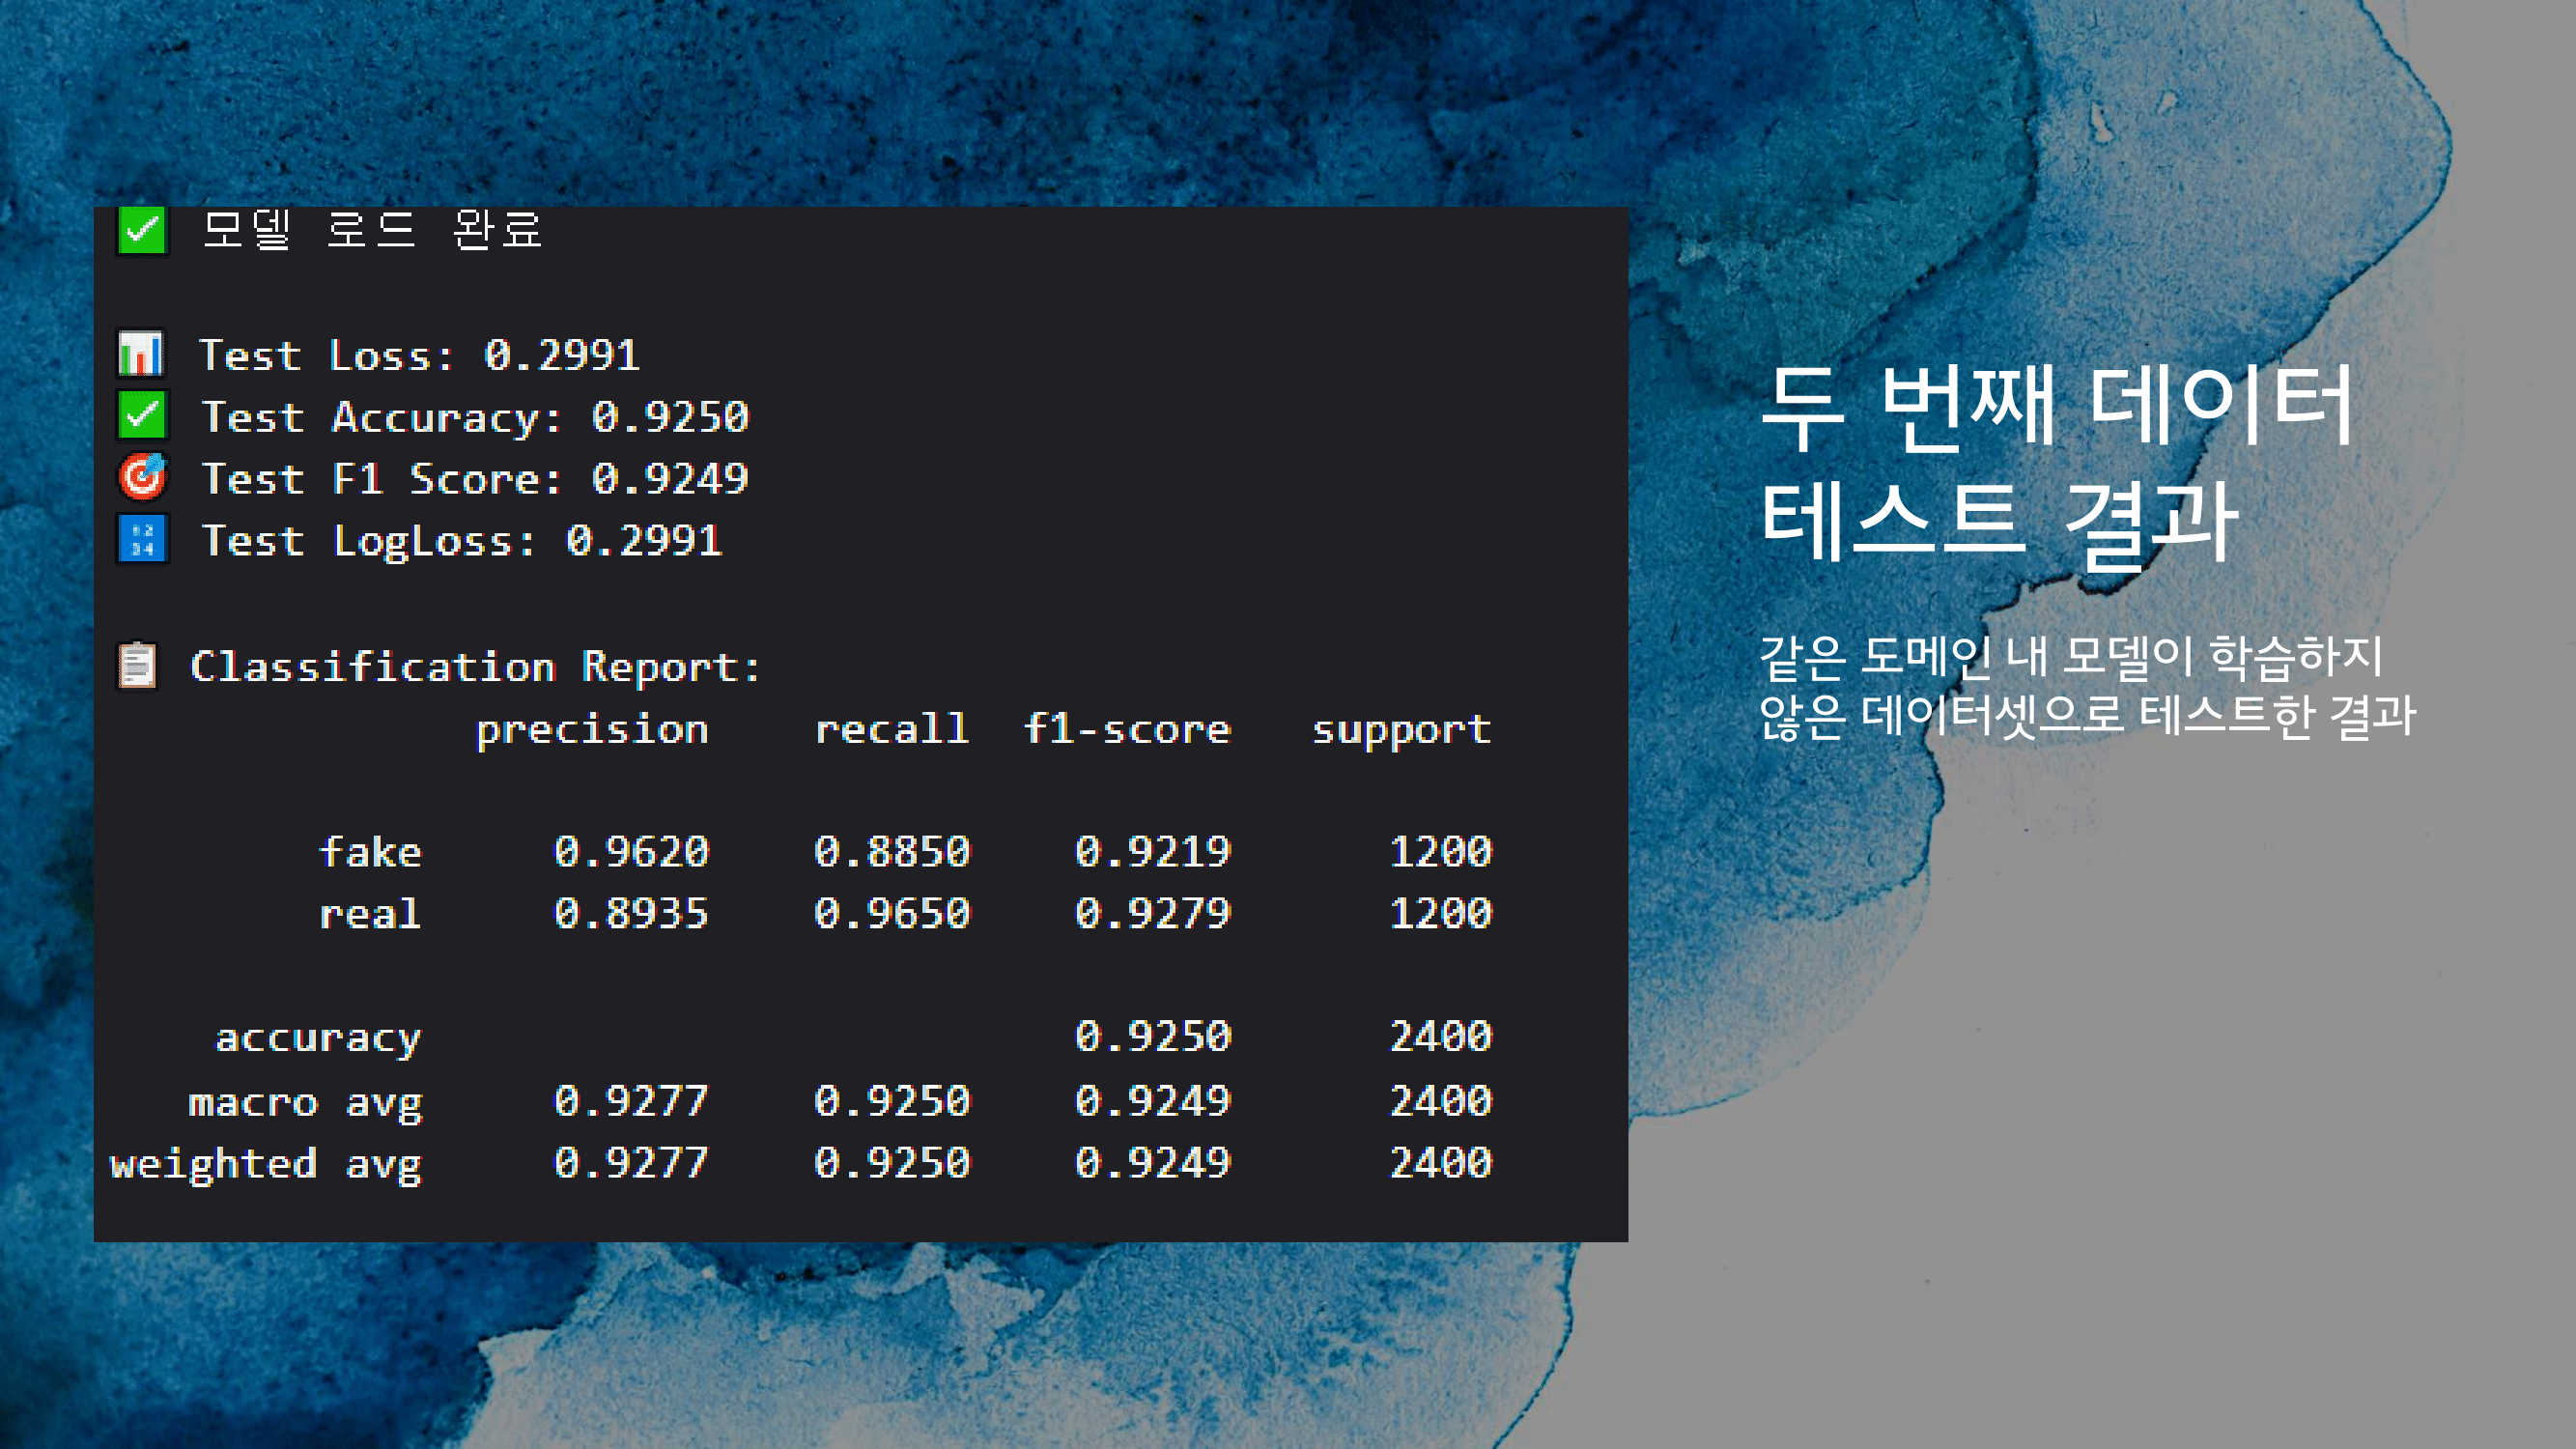 ✅ 모델 로드 완료
📊 Test Loss: 0.2991
✅ Test Accuracy: 0.9250
🎯 Test F1 Score: 0.9249
🔢 Test LogLoss: 0.2991
📋 Classification Report:
precision recall f1-score support
fake 0.9620 0.8850 0.9219 1200
real 0.8935 0.9650 0.9279 1200
accuracy 0.9250 2400
macro avg 0.9277 0.9250 0.9249 2400
weighted avg 0.9277 0.9250 0.9249 2400
두 번째 데이터
테스트 결과
같은 도메인 내 모델이 학습하지
않은 데이터셋으로 테스트한 결과